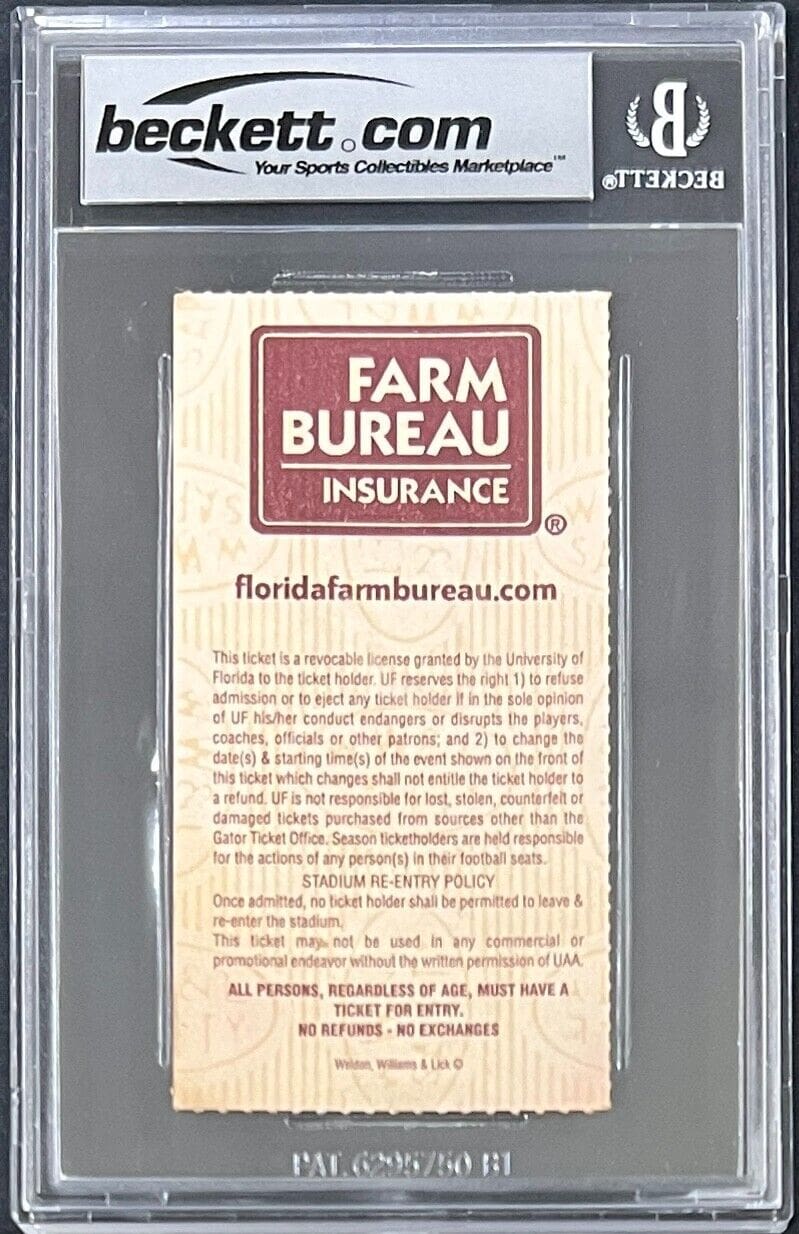 beckett.com
Your Sports Collectibles Marketplace™
B
BECKETT®
FARM
BUREAU
INSURANCE
®
floridafarmbureau.com
This ticket is a revocable license granted by the University of
Florida to the ticket holder. UF reserves the right 1) to refuse
admission or to eject any ticket holder if in the sole opinion
of UF his/her conduct endangers or disrupts the players,
coaches, officials or other patrons; and 2) to change the
date(s) & starting time(s) of the event shown on the front of
this ticket which changes shall not entitle the ticket holder to
a refund. UF is not responsible for lost, stolen, counterfeit or
damaged tickets purchased from sources other than the
Gator Ticket Office. Season ticketholders are held responsible
for the actions of any person(s) in their football seats.
STADIUM RE-ENTRY POLICY
Once admitted, no ticket holder shall be permitted to leave &
re-enter the stadium.
This ticket may not be used in any commercial or
promotional endeavor without the written permission of UAA.
ALL PERSONS, REGARDLESS OF AGE, MUST HAVE A
TICKET FOR ENTRY.
NO REFUNDS - NO EXCHANGES
Weldon, Williams & Lick ©
PAT. 6295750 B1